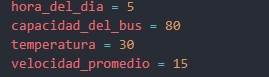 hora_del_dia = 5
capacidad_del_bus = 80
temperatura = 30
velocidad_promedio = 15